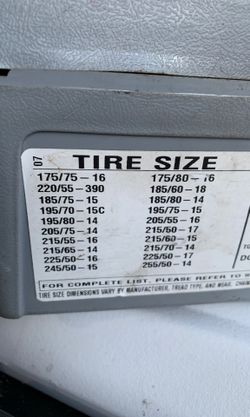 07
TIRE SIZE
175/75 – 16 175/80 – 16
220/55 – 390 185/60 – 18
185/75 – 15 185/80 – 14
195/70 – 15C 195/75 – 15
195/80 – 14 205/55 – 16
205/75 – 14 215/50 – 17
215/55 – 16 215/60 – 15
215/65 – 14 215/70 – 14
225/50 – 16 225/50 – 17
245/50 – 15 255/50 – 14
FOR COMPLETE LIST, PLEASE REFER TO
TIRE SIZE DIMENSIONS VARY BY MANUFACTURER, TREAD TYPE, AND WEAR.